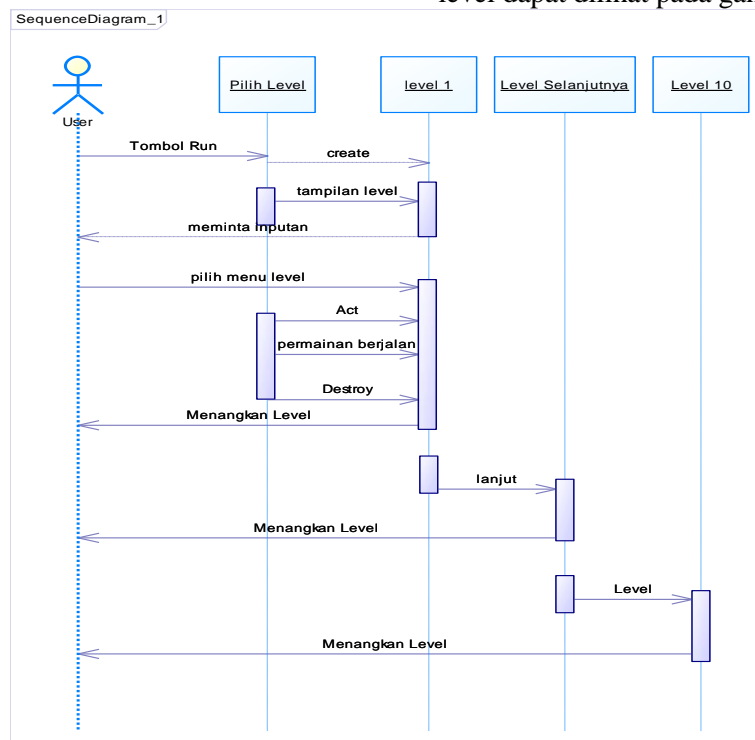 level dapat dilihat pada
SequenceDiagram_1
User
Pilih Level
level 1
Level Selanjutnya
Level 10
Tombol Run
create
tampilan level
meminta inputan
pilih menu level
Act
permainan berjalan
Destroy
Menangkan Level
lanjut
Menangkan Level
Level
Menangkan Level